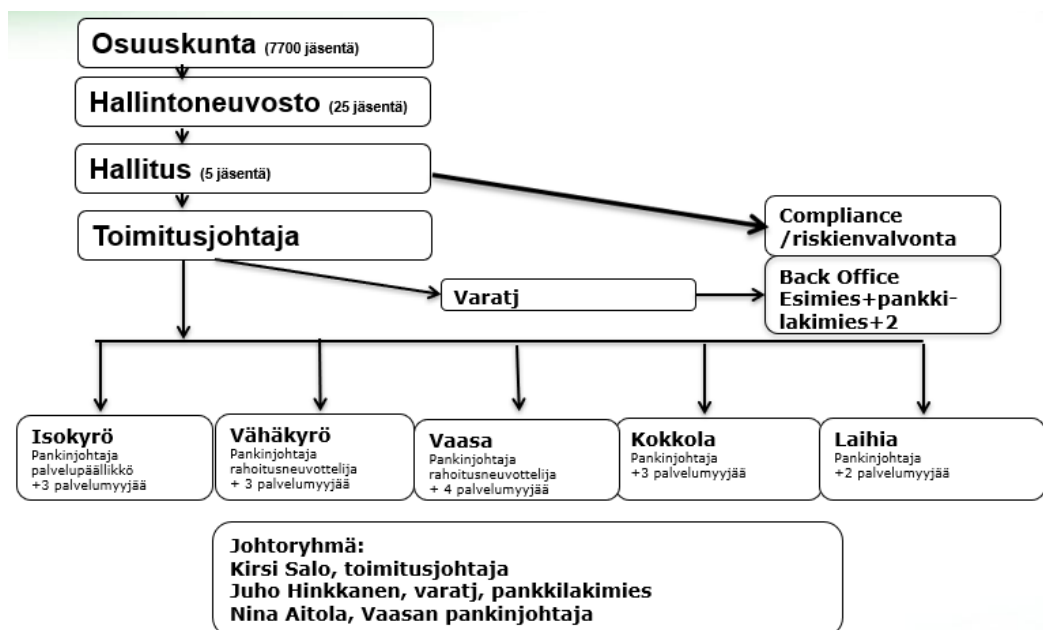 Osuuskunta (7700 jäsentä)
Hallintoneuvosto (25 jäsentä)
Hallitus (5 jäsentä)
Toimitusjohtaja
Compliance
/riskienvalvonta
Varatj
Back Office
Esimies+pankki-
lakimies+2
Isokyrö
Pankinjohtaja
palvelupäällikkö
+3 palvelumyyjää
Vähäkyrö
Pankinjohtaja
rahoitusneuvottelija
+ 3 palvelumyyjää
Vaasa
Pankinjohtaja
rahoitusneuvottelija
+ 4 palvelumyyjää
Kokkola
Pankinjohtaja
+3 palvelumyyjää
Laihia
Pankinjohtaja
+2 palvelumyyjää
Johtoryhmä:
Kirsi Salo, toimitusjohtaja
Juho Hinkkanen, varatj, pankkilakimies
Nina Aitola, Vaasan pankinjohtaja